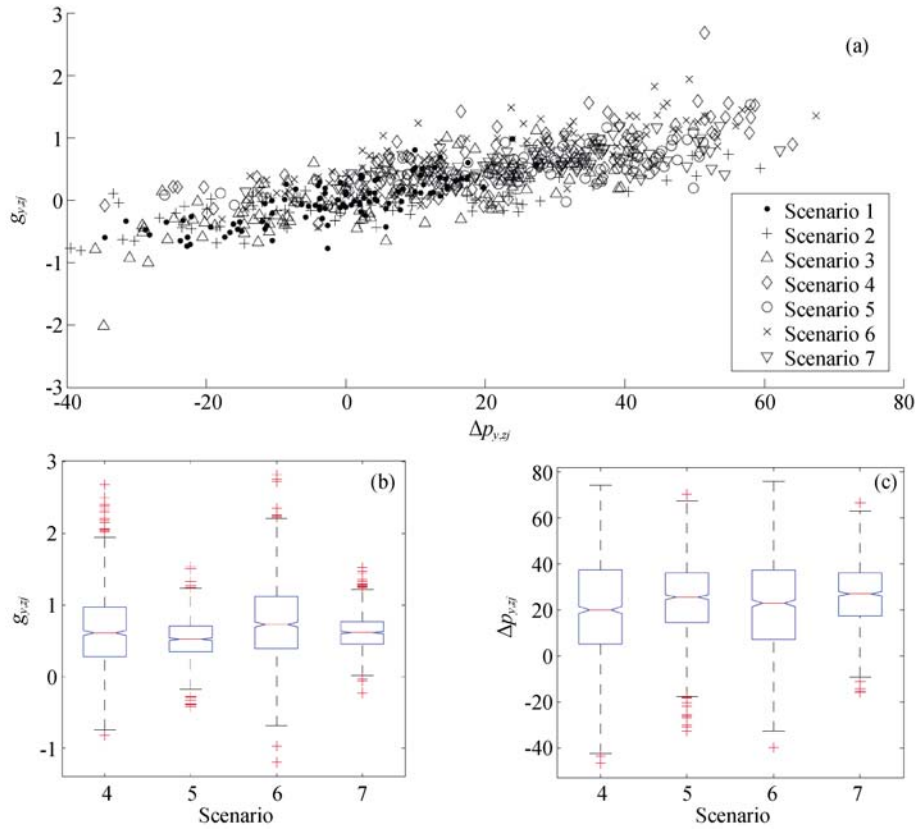 (a)
3
2
1
0
-1
-2
-3
g_{y,zj}
-40 -20 0 20 40 60 80
Δp_{y,zj}
Scenario 1
Scenario 2
Scenario 3
Scenario 4
Scenario 5
Scenario 6
Scenario 7
(b)
3
2
1
0
-1
g_{y,zj}
4 5 6 7
Scenario
(c)
80
60
40
20
0
-20
-40
Δp_{y,zj}
4 5 6 7
Scenario